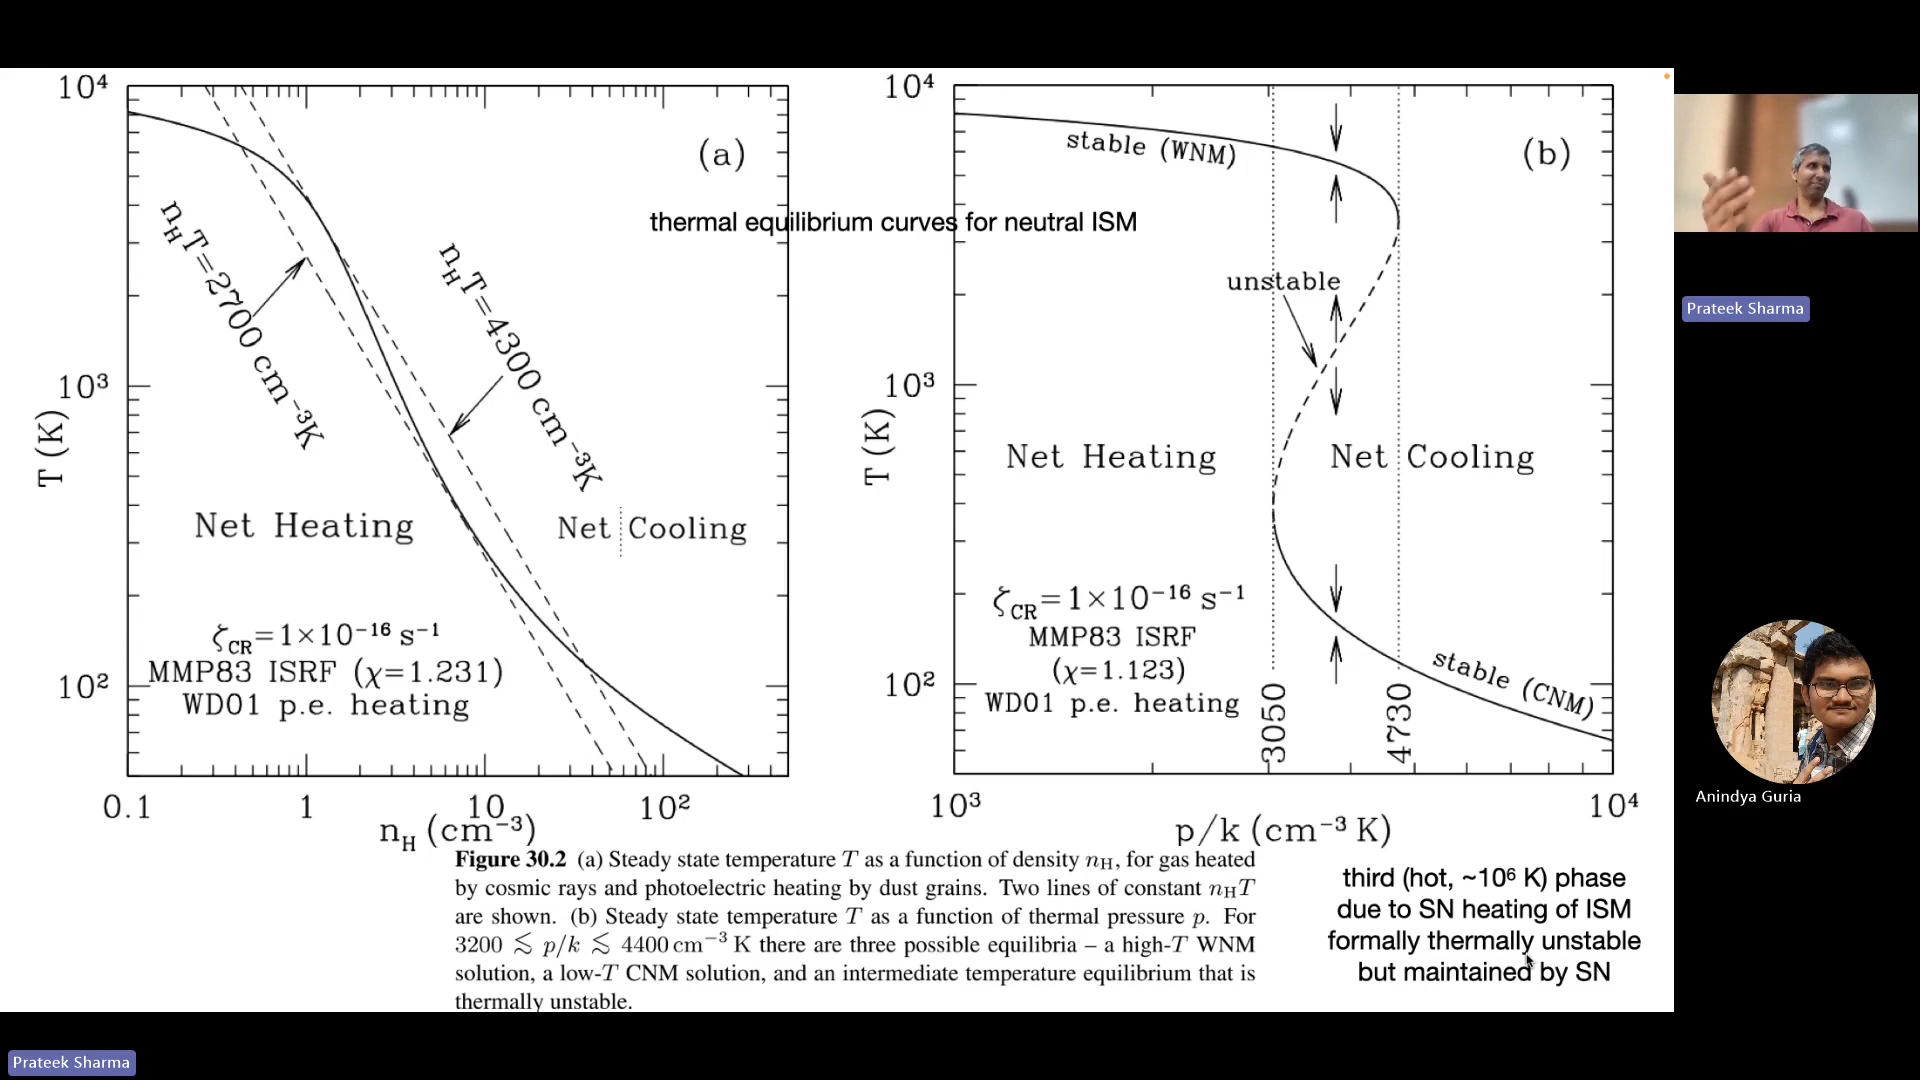 thermal equilibrium curves for neutral ISM
(a)
10⁴
10³
10²
T (K)
n_H T=2700 cm⁻³K
n_H T=4300 cm⁻³K
Net Heating
Net Cooling
ζ_CR=1×10⁻¹⁶ s⁻¹
MMP83 ISRF (χ=1.231)
WD01 p.e. heating
0.1 1 10 10²
n_H (cm⁻³)
(b)
10⁴
10³
10²
T (K)
stable (WNM)
unstable
Net Heating
Net Cooling
ζ_CR=1×10⁻¹⁶ s⁻¹
MMP83 ISRF
(χ=1.123)
WD01 p.e. heating
3050
4730
stable (CNM)
10³ 10⁴
p/k (cm⁻³ K)
Figure 30.2 (a) Steady state temperature T as a function of density n_H, for gas heated
by cosmic rays and photoelectric heating by dust grains. Two lines of constant n_H T
are shown. (b) Steady state temperature T as a function of thermal pressure p. For
3200 ≲ p/k ≲ 4400 cm⁻³ K there are three possible equilibria – a high-T WNM
solution, a low-T CNM solution, and an intermediate temperature equilibrium that is
thermally unstable.
third (hot, ~10⁶ K) phase
due to SN heating of ISM
formally thermally unstable
but maintained by SN
Prateek Sharma
Anindya Guria
Prateek Sharma